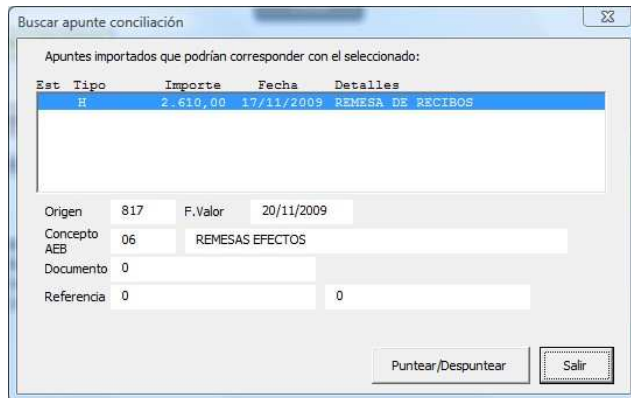 Buscar apunte conciliación
Apuntes importados que podrían corresponder con el seleccionado:
Est Tipo Importe Fecha Detalles
H 2.610,00 17/11/2009 REMESA DE RECIBOS
Origen 817 F.Valor 20/11/2009
Concepto AEB 06 REMESAS EFECTOS
Documento 0
Referencia 0 0
Puntear/Despuntear Salir